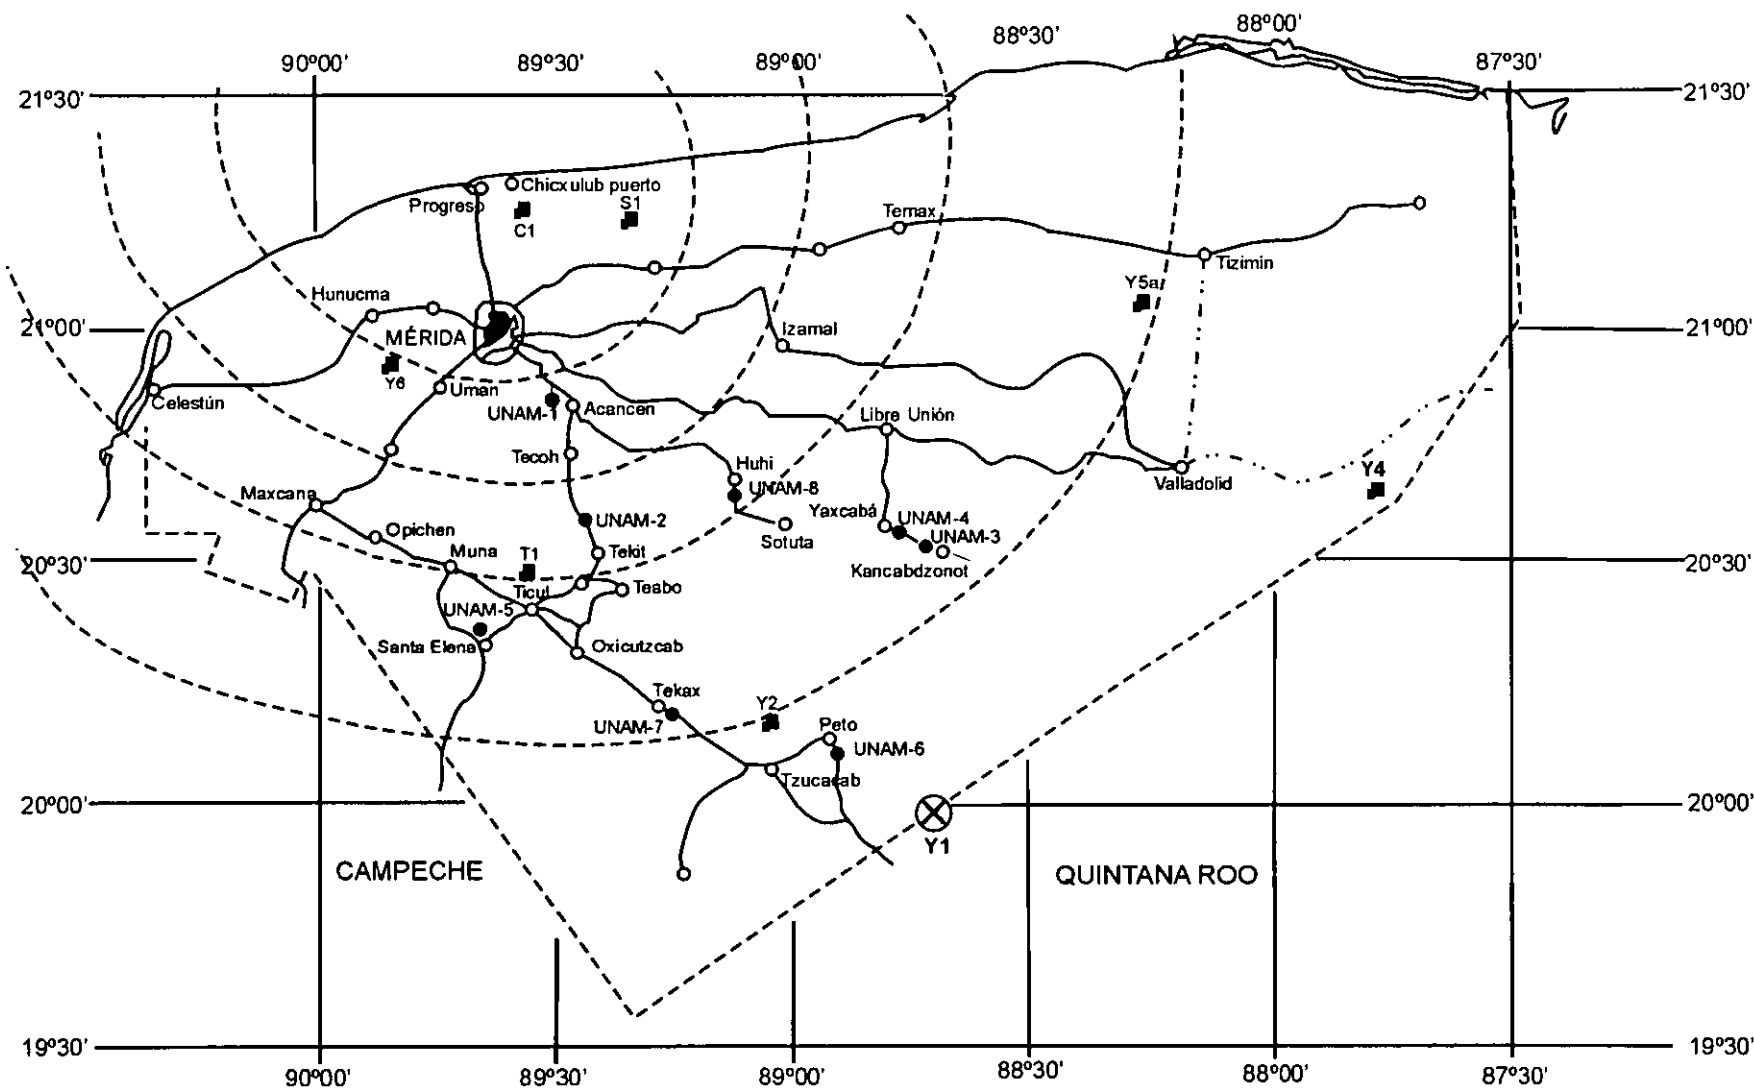 88º00'
88º30'
90º00'
89º30'
89º00'
87º30'
21º30'
21º30'
Chicxulub puerto
Progreso
S1
C1
Temax
Tizimin
Y5a
Hunucma
MÉRIDA
21º00'
21º00'
Izamal
Y6
Uman
Celestún
UNAM-1
Acancen
Libre Unión
Tecoh
Huhi
Valladolid
Y4
Maxcana
UNAM-8
Yaxcabá
UNAM-4
UNAM-2
Opichen
Sotuta
UNAM-3
Muna
T1
Tekit
Kancabdzonot
20º30'
20º30'
Ticul
Teabo
UNAM-5
Santa Elena
Oxicutzcab
Tekax
Y2
UNAM-7
Peto
UNAM-6
Tzucacab
20º00'
20º00'
Y1
CAMPECHE
QUINTANA ROO
19º30'
19º30'
90º00'
89º30'
89º00'
88º30'
88º00'
87º30'